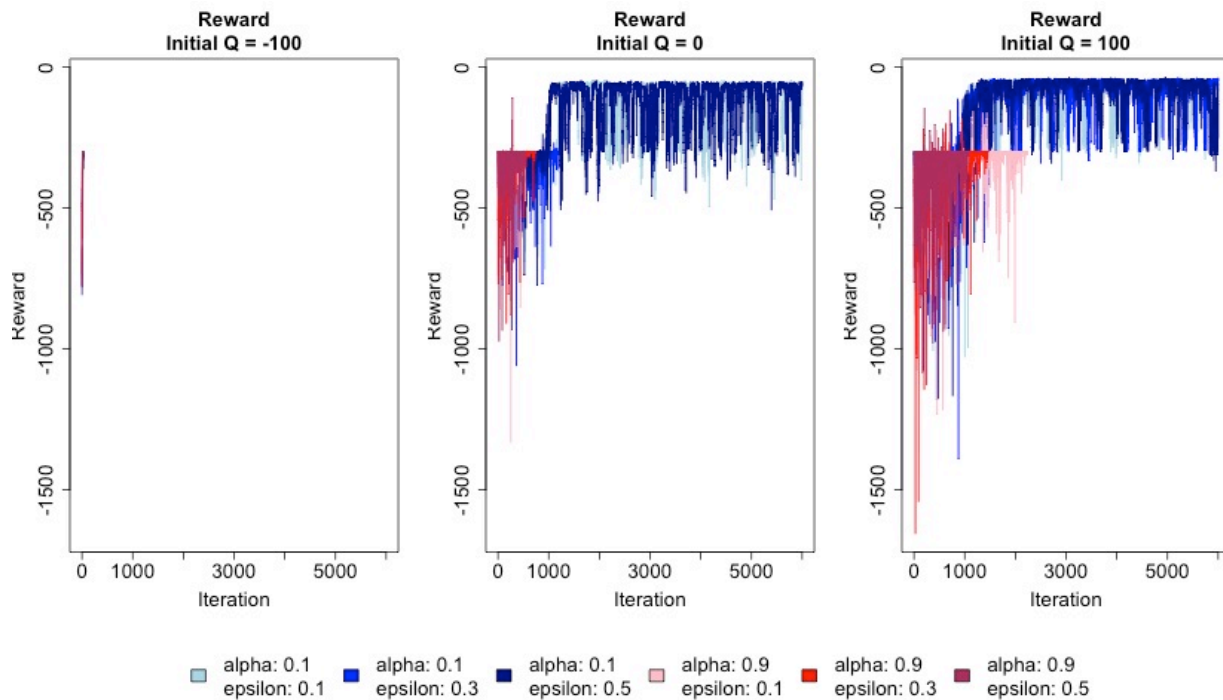 Reward
Initial Q = -100
0
-500
-1000
-1500
Reward
0
1000
3000
5000
Iteration
Reward
Initial Q = 0
0
-500
-1000
-1500
Reward
0
1000
3000
5000
Iteration
Reward
Initial Q = 100
0
-500
-1000
-1500
Reward
0
1000
3000
5000
Iteration
alpha: 0.1
epsilon: 0.1
alpha: 0.1
epsilon: 0.3
alpha: 0.1
epsilon: 0.5
alpha: 0.9
epsilon: 0.1
alpha: 0.9
epsilon: 0.3
alpha: 0.9
epsilon: 0.5